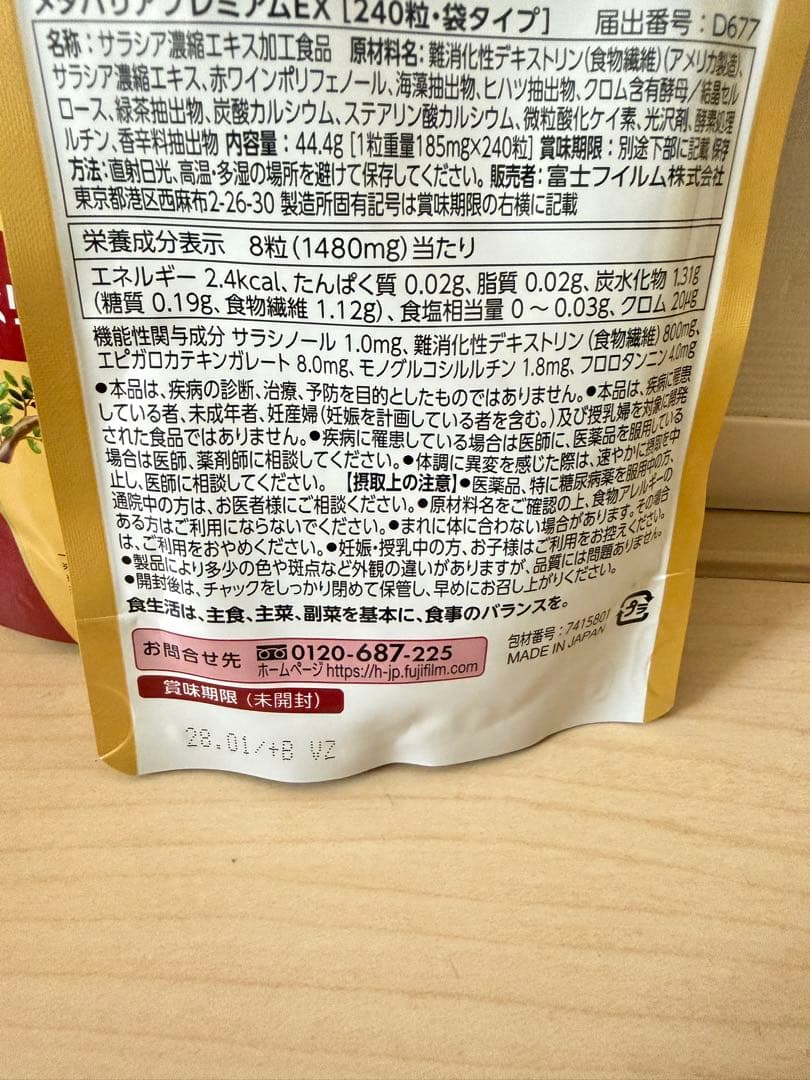 メタバリアプレミアムEX [240粒・袋タイプ] 届出番号：D677
名称：サラシア濃縮エキス加工食品 原材料名：難消化性デキストリン(食物繊維)(アメリカ製造)、
サラシア濃縮エキス、赤ワインポリフェノール、海藻抽出物、ヒハツ抽出物、クロム含有酵母／結晶セル
ロース、緑茶抽出物、炭酸カルシウム、ステアリン酸カルシウム、微粒酸化ケイ素、光沢剤、酵素処理
ルチン、香辛料抽出物 内容量：44.4g [1粒重量185mg×240粒] 賞味期限：別途下部に記載 保存
方法：直射日光、高温・多湿の場所を避けて保存してください。 販売者：富士フイルム株式会社
東京都港区西麻布2-26-30 製造所固有記号は賞味期限の右横に記載
栄養成分表示 8粒(1480mg)当たり
エネルギー 2.4kcal、たんぱく質 0.02g、脂質 0.02g、炭水化物 1.31g
(糖質 0.19g、食物繊維 1.12g)、食塩相当量 0 ～ 0.03g、クロム 20μg
機能性関与成分 サラシノール 1.0mg、難消化性デキストリン(食物繊維) 800mg、
エピガロカテキンガレート 8.0mg、モノグルコシルルチン 1.8mg、フロロタンニン 4.0mg
●本品は、疾病の診断、治療、予防を目的としたものではありません。●本品は、疾病に罹患
している者、未成年者、妊産婦(妊娠を計画している者を含む。)及び授乳婦を対象に開発
された食品ではありません。●疾病に罹患している場合は医師に、医薬品を服用している
場合は医師、薬剤師に相談してください。●体調に異変を感じた際は、速やかに摂取を中
止し、医師に相談してください。 【摂取上の注意】●医薬品、特に糖尿病薬を服用中の方、
通院中の方は、お医者様にご相談ください。●原材料名をご確認の上、食物アレルギーの
ある方はご利用にならないでください。●まれに体に合わない場合があります。その場合
は、ご利用をおやめください。●妊娠・授乳中の方、お子様はご利用をお控えください。
●製品により多少の色や斑点など外観の違いがありますが、品質には問題ありません。
●開封後は、チャックをしっかり閉めて保管し、早めにお召し上がりください。
食生活は、主食、主菜、副菜を基本に、食事のバランスを。
お問合せ先 0120-687-225
ホームページ https://h-jp.fujifilm.com
包材番号：7415801
MADE IN JAPAN
プラ
賞味期限（未開封）
28.01/+B VZ